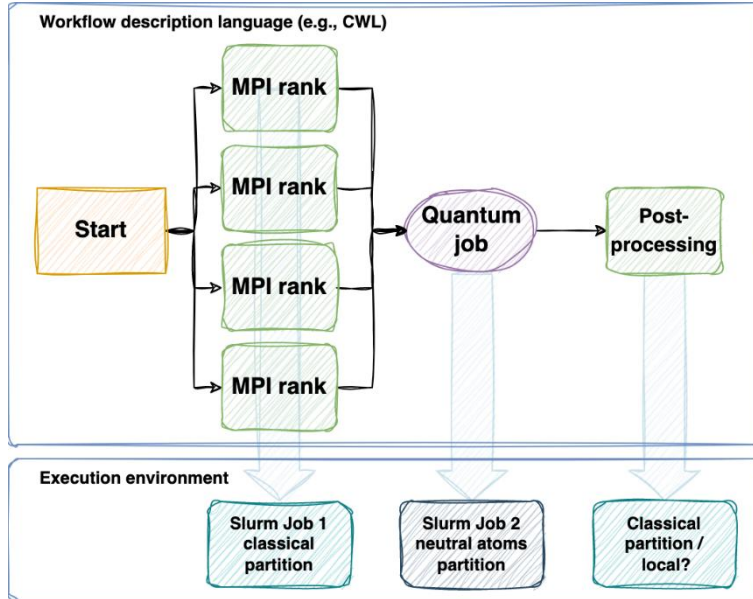 Workflow description language (e.g., CWL)
MPI rank
MPI rank
Start
Quantum
job
Post-
processing
MPI rank
MPI rank
Execution environment
Slurm Job 1
classical
partition
Slurm Job 2
neutral atoms
partition
Classical
partition /
local?